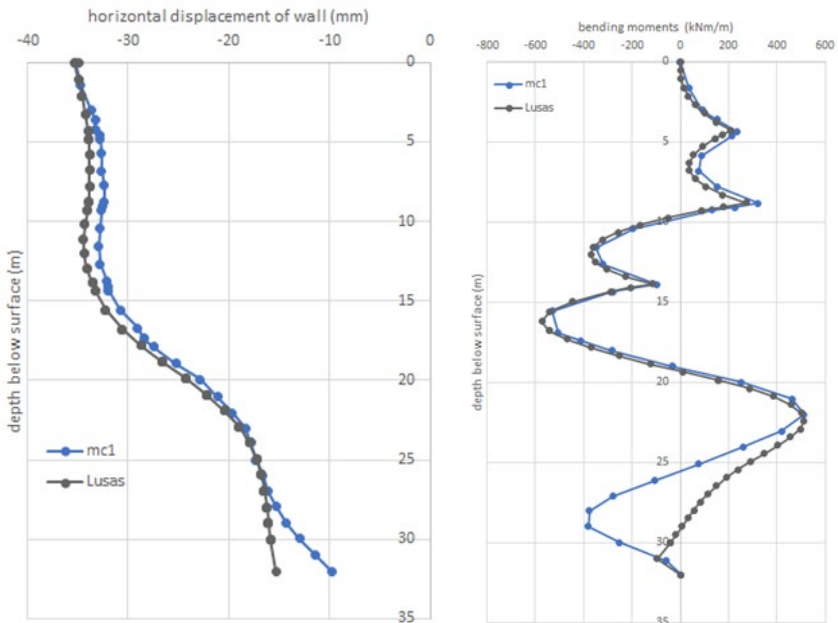 horizontal displacement of wall (mm)
-40 -30 -20 -10 0
0
5
10
15
20
25
30
35
depth below surface (m)
mc1
Lusas
bending moments (kNm/m)
-800 -600 -400 -200 0 200 400 600
0
5
10
15
20
25
30
35
depth below surface (m)
mc1
Lusas